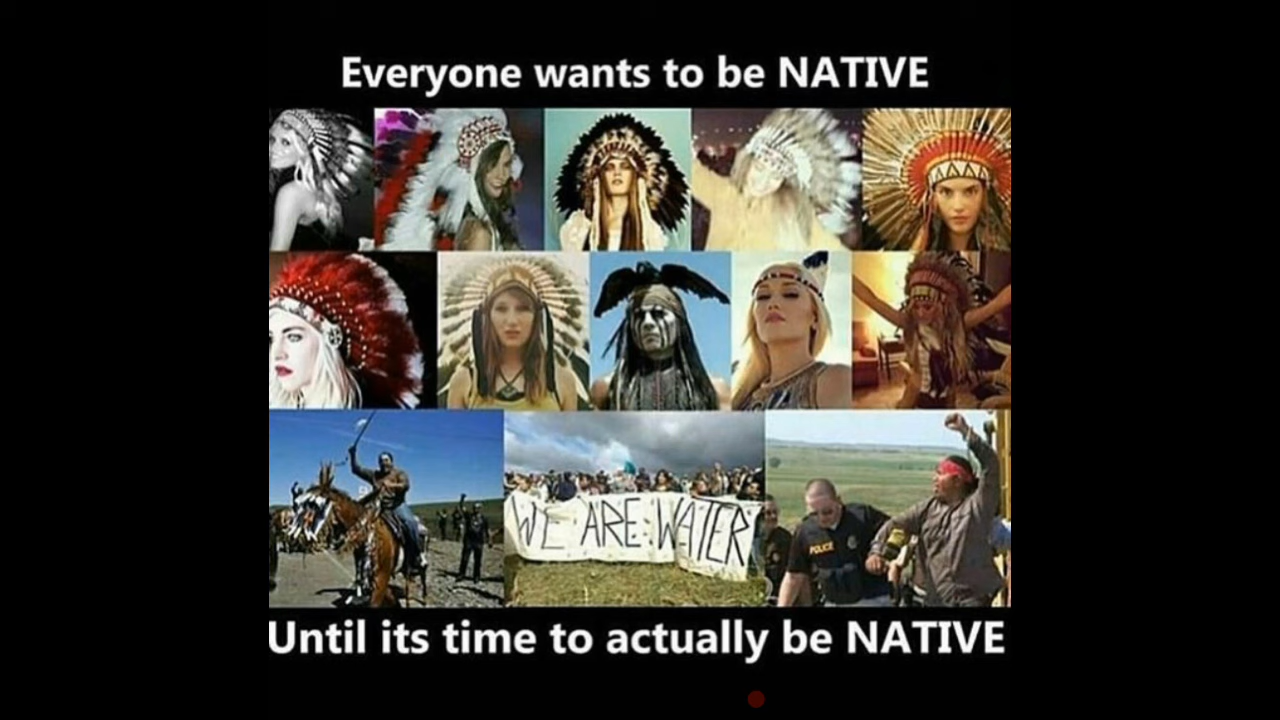 Everyone wants to be NATIVE
WE ARE WATER
POLICE
Until its time to actually be NATIVE